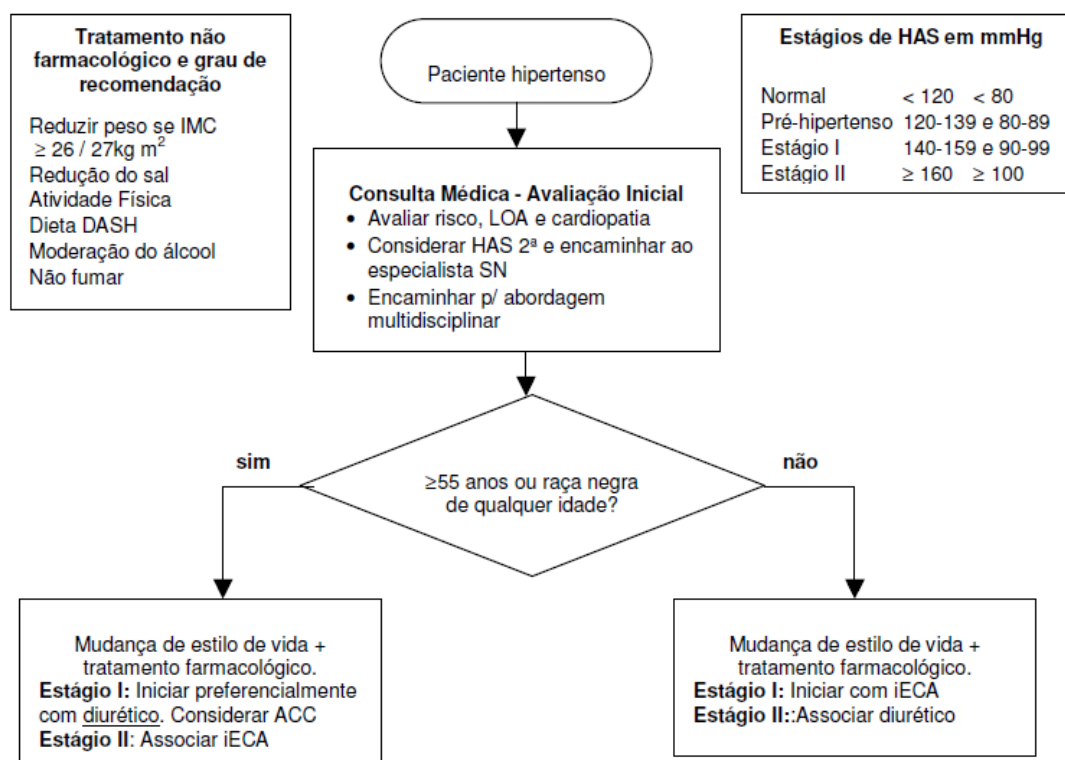 Tratamento não
farmacológico e grau de
recomendação
Reduzir peso se IMC
≥ 26 / 27kg m²
Redução do sal
Atividade Física
Dieta DASH
Moderação do álcool
Não fumar
Paciente hipertenso
Estágios de HAS em mmHg
Normal < 120 < 80
Pré-hipertenso 120-139 e 80-89
Estágio I 140-159 e 90-99
Estágio II ≥ 160 ≥ 100
Consulta Médica - Avaliação Inicial
• Avaliar risco, LOA e cardiopatia
• Considerar HAS 2ª e encaminhar ao
especialista SN
• Encaminhar p/ abordagem
multidisciplinar
sim
≥55 anos ou raça negra
de qualquer idade?
não
Mudança de estilo de vida +
tratamento farmacológico.
Estágio I: Iniciar preferencialmente
com diurético. Considerar ACC
Estágio II: Associar iECA
Mudança de estilo de vida +
tratamento farmacológico.
Estágio I: Iniciar com iECA
Estágio II::Associar diurético